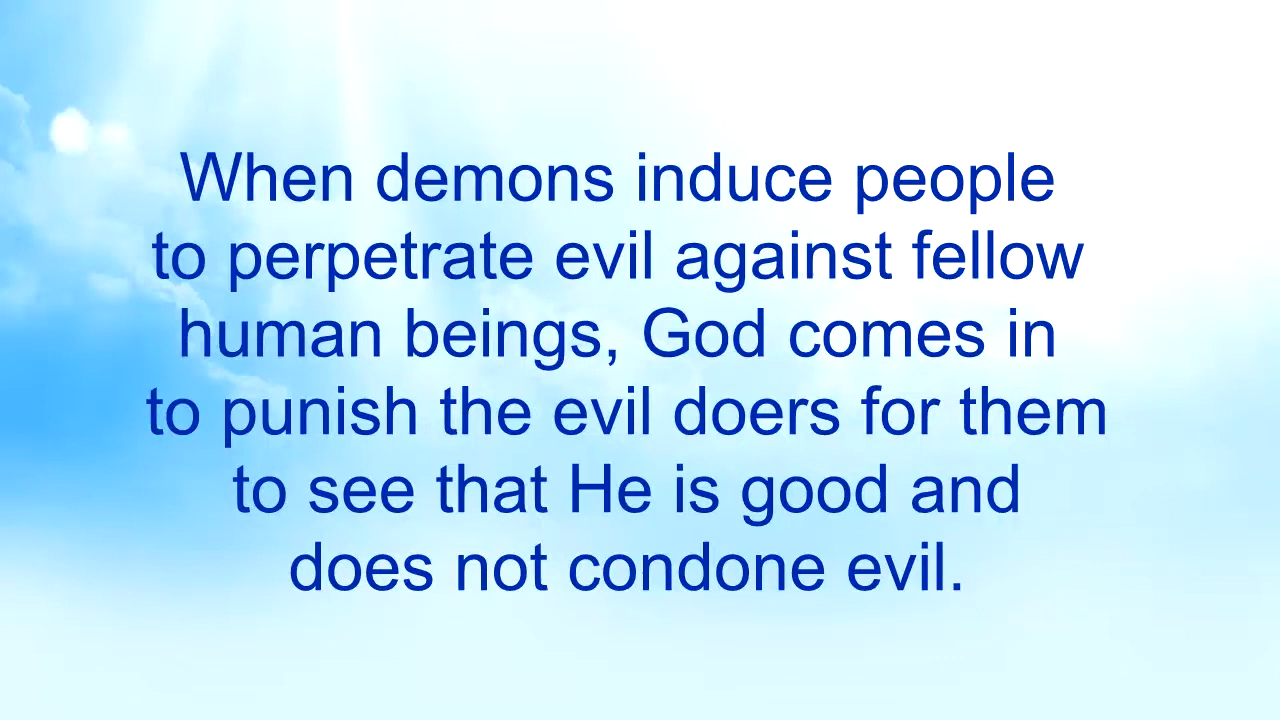 When demons induce people
to perpetrate evil against fellow
human beings, God comes in
to punish the evil doers for them
to see that He is good and
does not condone evil.